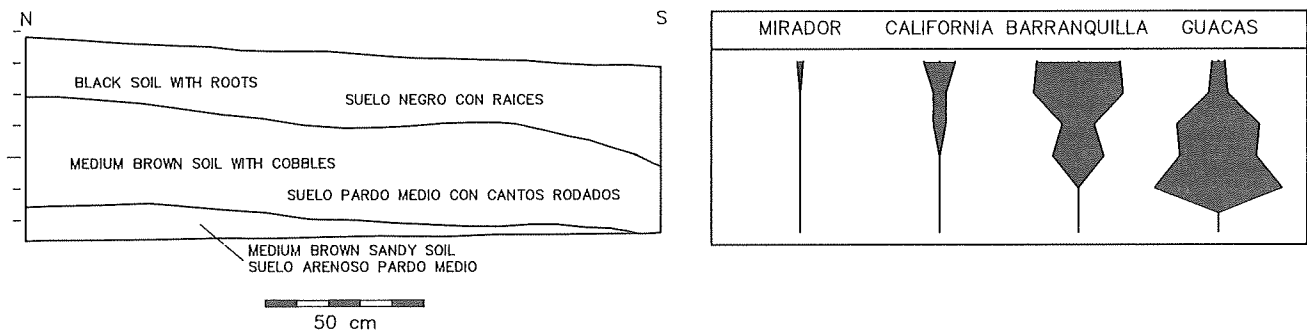 N
S
BLACK SOIL WITH ROOTS
SUELO NEGRO CON RAICES
MEDIUM BROWN SOIL WITH COBBLES
SUELO PARDO MEDIO CON CANTOS RODADOS
MEDIUM BROWN SANDY SOIL
SUELO ARENOSO PARDO MEDIO
50 cm
MIRADOR CALIFORNIA BARRANQUILLA GUACAS